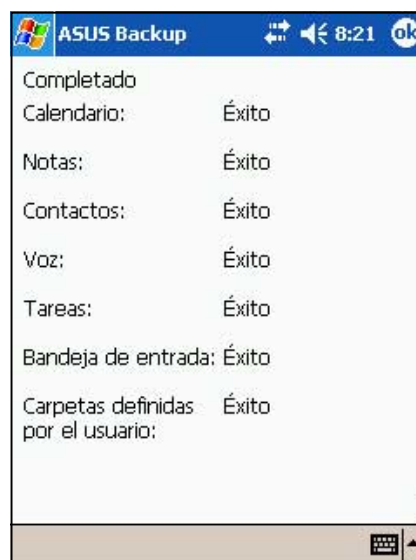 ASUS Backup 8:21 ok
Completado
Calendario: Éxito
Notas: Éxito
Contactos: Éxito
Voz: Éxito
Tareas: Éxito
Bandeja de entrada: Éxito
Carpetas definidas Éxito
por el usuario: